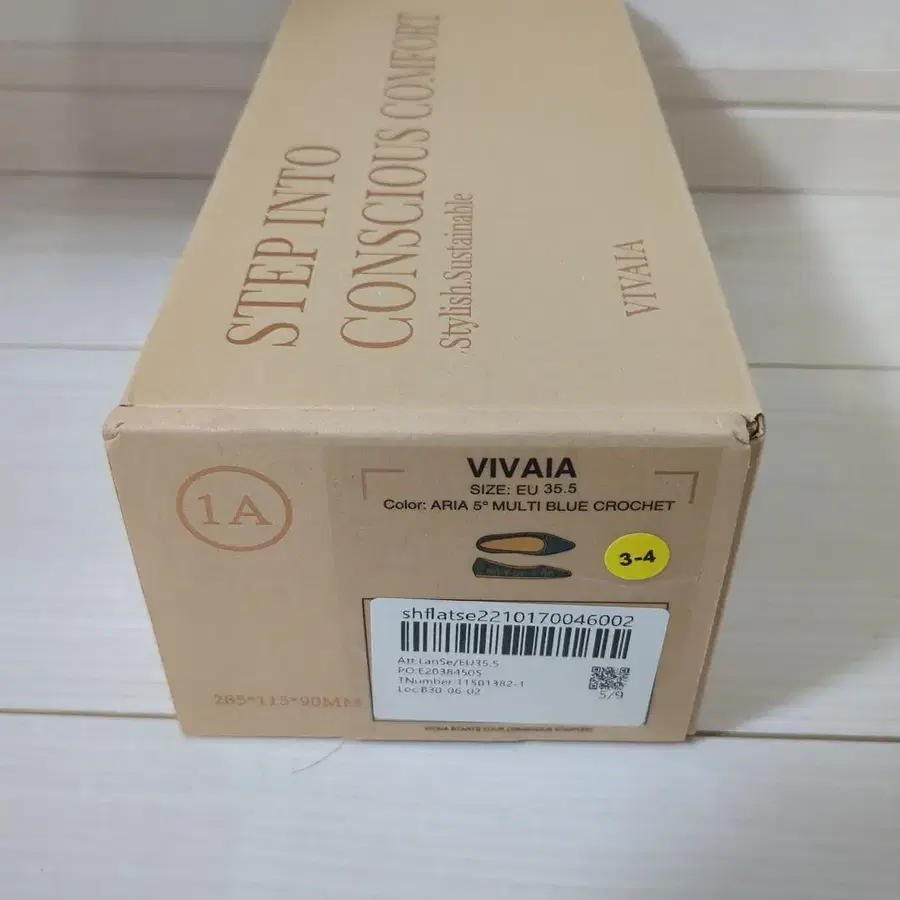 STEP INTO
CONSCIOUS COMFORT
Stylish.Sustainable
VIVAIA
1A
VIVAIA
SIZE: EU 35.5
Color: ARIA 5° MULTI BLUE CROCHET
3-4
shflatse2210170046002
Att:LanSe/EU35.5
PO:E20384505
TNumber:11501382-1
Loc:B30-06-02
5/9
265*115*90MM